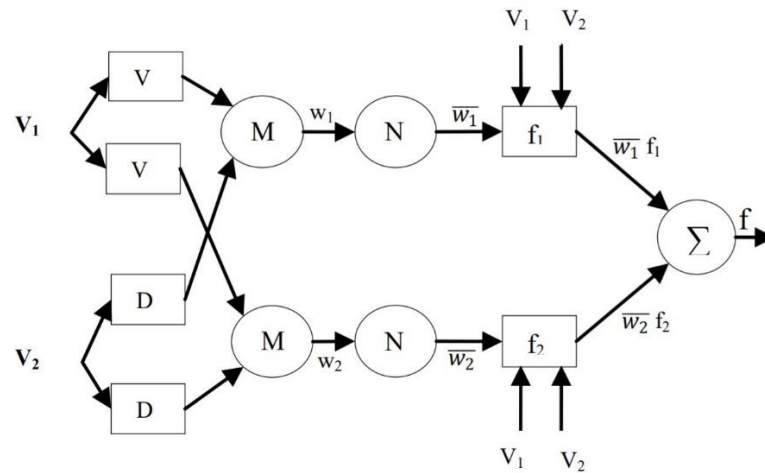 V₁ V₂
V
V₁
M w₁ N w̅₁ f₁
w̅₁ f₁
V
∑ f
D
w̅₂ f₂
V₂
M w₂ N w̅₂ f₂
D
V₁ V₂